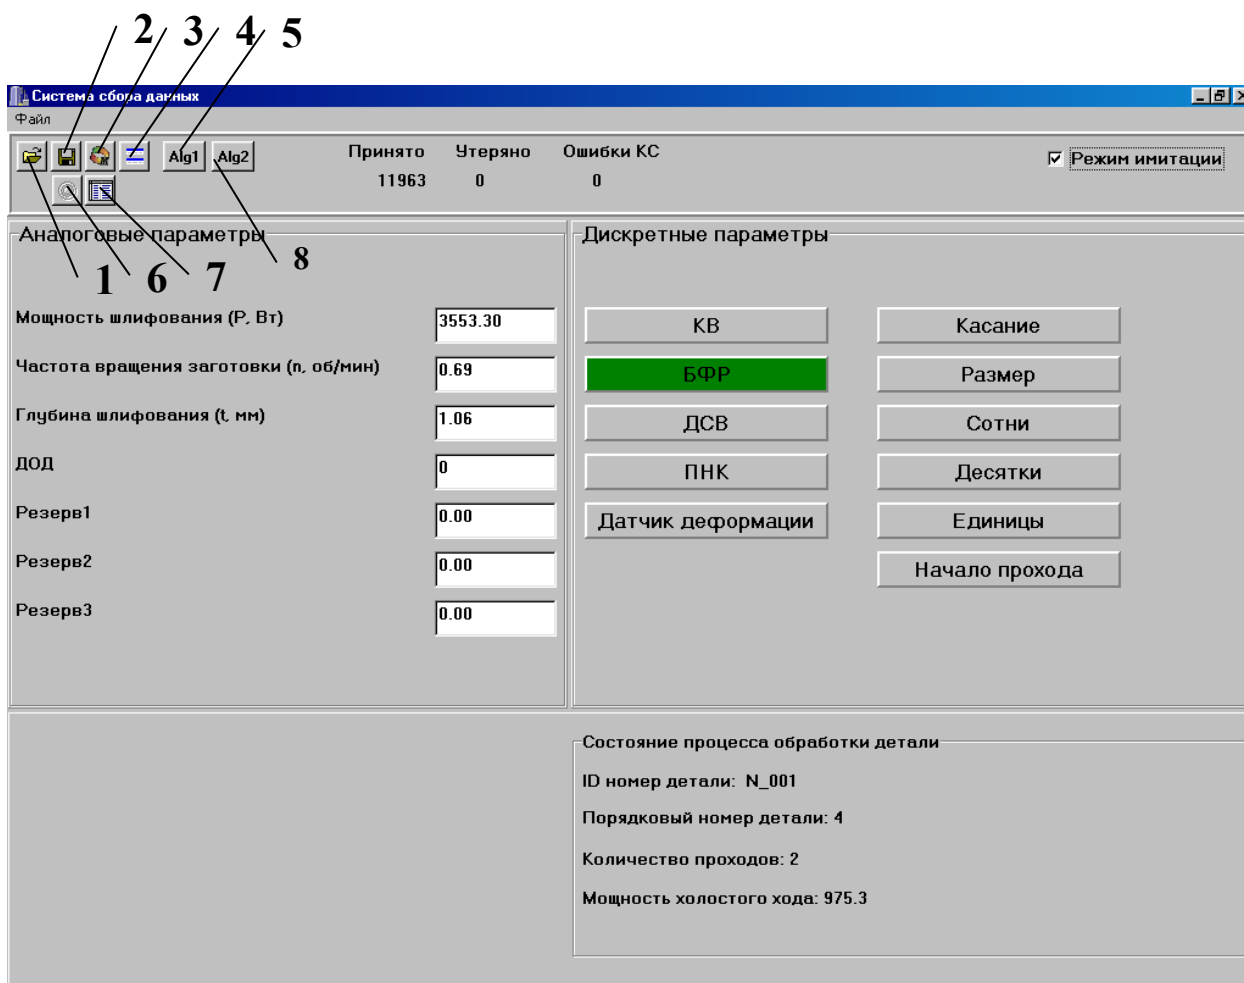 2 3 4 5
Система сбора данных
Файл
Alg1 Alg2
Принято Утеряно Ошибки КС
11963 0 0
Режим имитации
Аналоговые параметры
1 6 7 8
Мощность шлифования (P, Вт) 3553.30
Частота вращения заготовки (n, об/мин) 0.69
Глубина шлифования (t, мм) 1.06
ДОД 0
Резерв1 0.00
Резерв2 0.00
Резерв3 0.00
Дискретные параметры
КВ Касание
БФР Размер
ДСВ Сотни
ПНК Десятки
Датчик деформации Единицы
Начало прохода
Состояние процесса обработки детали
ID номер детали: N_001
Порядковый номер детали: 4
Количество проходов: 2
Мощность холостого хода: 975.3